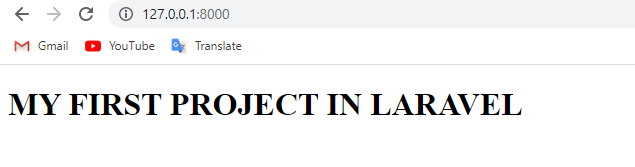 127.0.0.1:8000
Gmail YouTube Translate
MY FIRST PROJECT IN LARAVEL